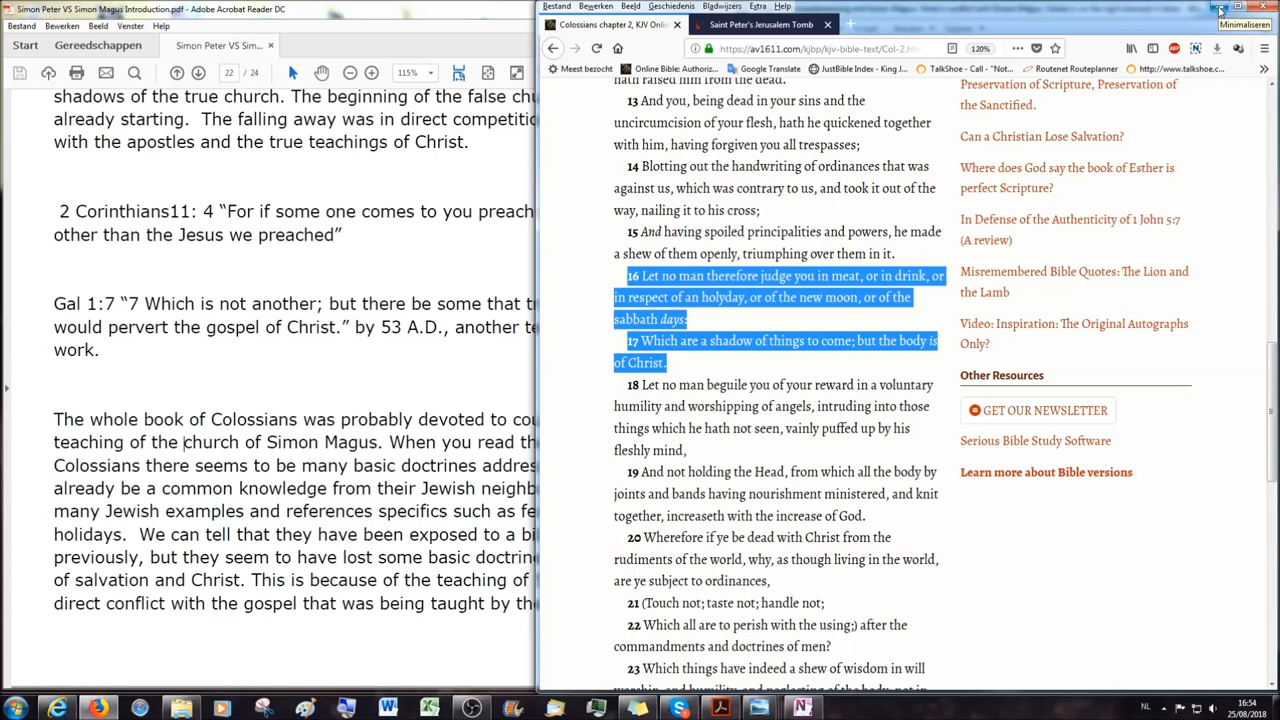 Simon Peter VS Simon Magus Introduction.pdf - Adobe Acrobat Reader DC
Bestand Bewerken Beeld Venster Help
Start Gereedschappen Simon Peter VS Sim... ×
22 / 24 115%
shadows of the true church. The beginning of the false chu
already starting. The falling away was in direct competitio
with the apostles and the true teachings of Christ.
2 Corinthians11: 4 “For if some one comes to you preach
other than the Jesus we preached”
Gal 1:7 “7 Which is not another; but there be some that tr
would pervert the gospel of Christ.” by 53 A.D., another te
work.
The whole book of Colossians was probably devoted to cou
teaching of the church of Simon Magus. When you read th
Colossians there seems to be many basic doctrines addres
already be a common knowledge from their Jewish neighb
many Jewish examples and references specifics such as fe
holidays. We can tell that they have been exposed to a bi
previously, but they seem to have lost some basic doctrine
of salvation and Christ. This is because of the teaching of
direct conflict with the gospel that was being taught by the
Bestand Bewerken Beeld Geschiedenis Bladwijzers Extra Help
Minimaliseren
Colossians chapter 2, KJV Onli × Saint Peter's Jerusalem Tomb ×
https://av1611.com/kjbp/kjv-bible-text/Col-2.htm 120%
Meest bezocht Online Bible: Authoriz... Google Translate JustBible Index - King J... TalkShoe - Call - "Not... Routenet Routeplanner http://www.talkshoe.c...
hath raised him from the dead.
13 And you, being dead in your sins and the
uncircumcision of your flesh, hath he quickened together
with him, having forgiven you all trespasses;
14 Blotting out the handwriting of ordinances that was
against us, which was contrary to us, and took it out of the
way, nailing it to his cross;
15 And having spoiled principalities and powers, he made
a shew of them openly, triumphing over them in it.
16 Let no man therefore judge you in meat, or in drink, or
in respect of an holyday, or of the new moon, or of the
sabbath days:
17 Which are a shadow of things to come; but the body is
of Christ.
18 Let no man beguile you of your reward in a voluntary
humility and worshipping of angels, intruding into those
things which he hath not seen, vainly puffed up by his
fleshly mind,
19 And not holding the Head, from which all the body by
joints and bands having nourishment ministered, and knit
together, increaseth with the increase of God.
20 Wherefore if ye be dead with Christ from the
rudiments of the world, why, as though living in the world,
are ye subject to ordinances,
21 (Touch not; taste not; handle not;
22 Which all are to perish with the using;) after the
commandments and doctrines of men?
23 Which things have indeed a shew of wisdom in will
Preservation of Scripture, Preservation of
the Sanctified.
Can a Christian Lose Salvation?
Where does God say the book of Esther is
perfect Scripture?
In Defense of the Authenticity of 1 John 5:7
(A review)
Misremembered Bible Quotes: The Lion and
the Lamb
Video: Inspiration: The Original Autographs
Only?
Other Resources
GET OUR NEWSLETTER
Serious Bible Study Software
Learn more about Bible versions
NL 16:54
25/08/2018